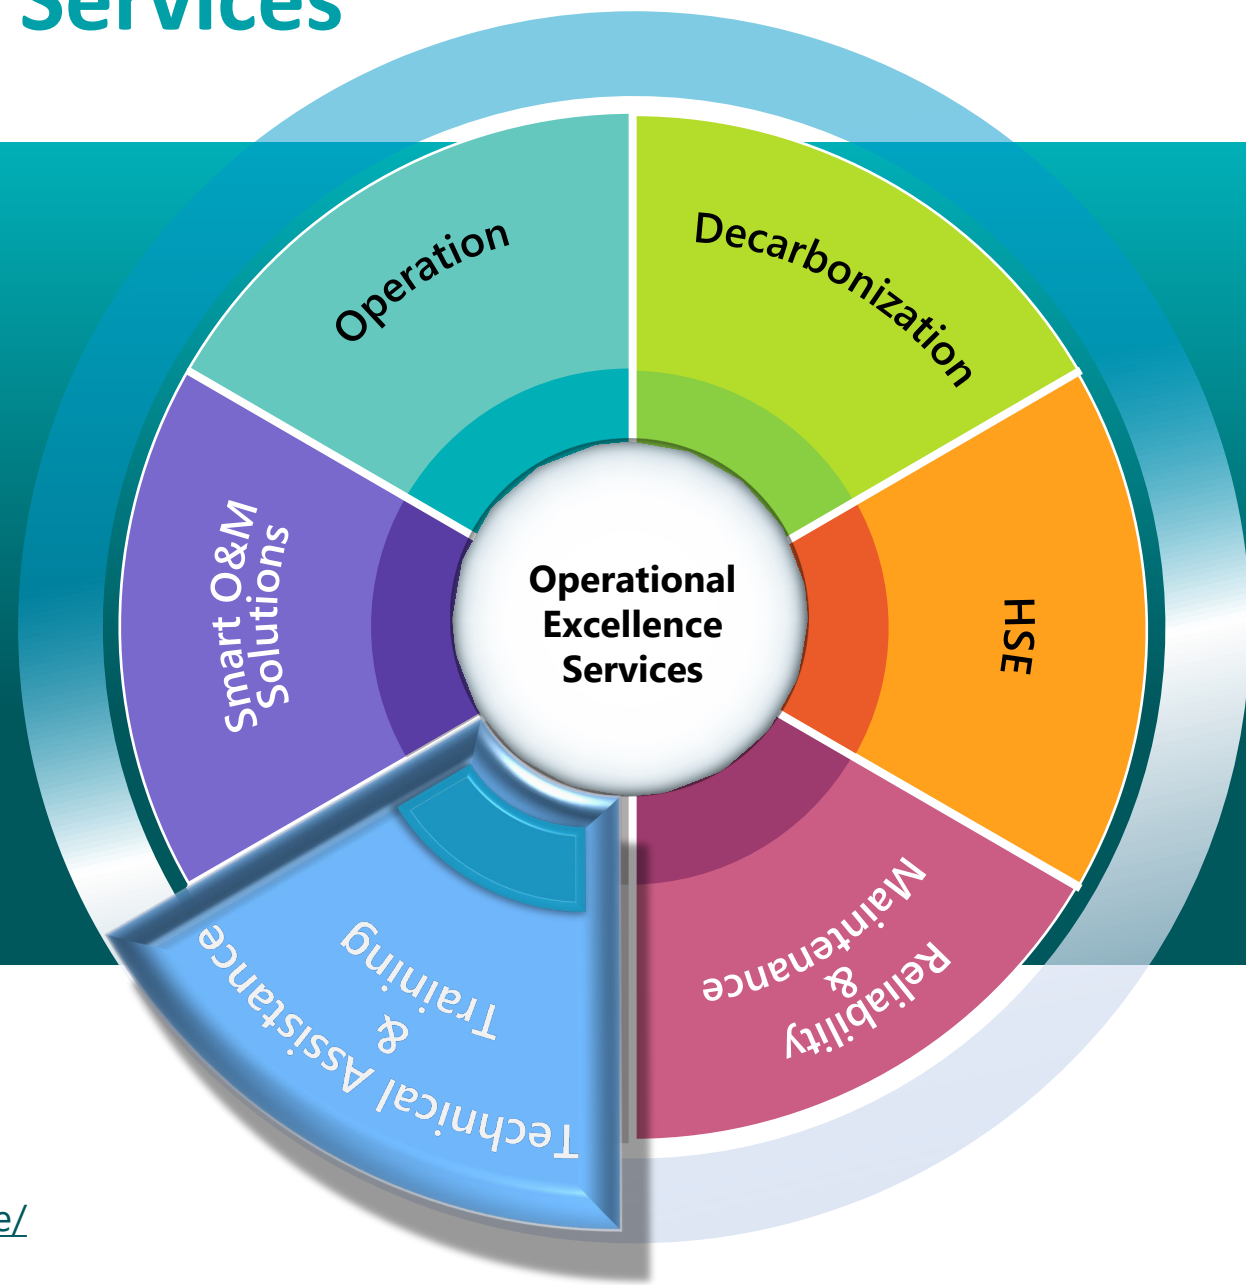 Services
Operation
Decarbonization
HSE
Reliability
&
Maintenance
Technical Assistance
&
Training
Smart O&M
Solutions
Operational
Excellence
Services
e/